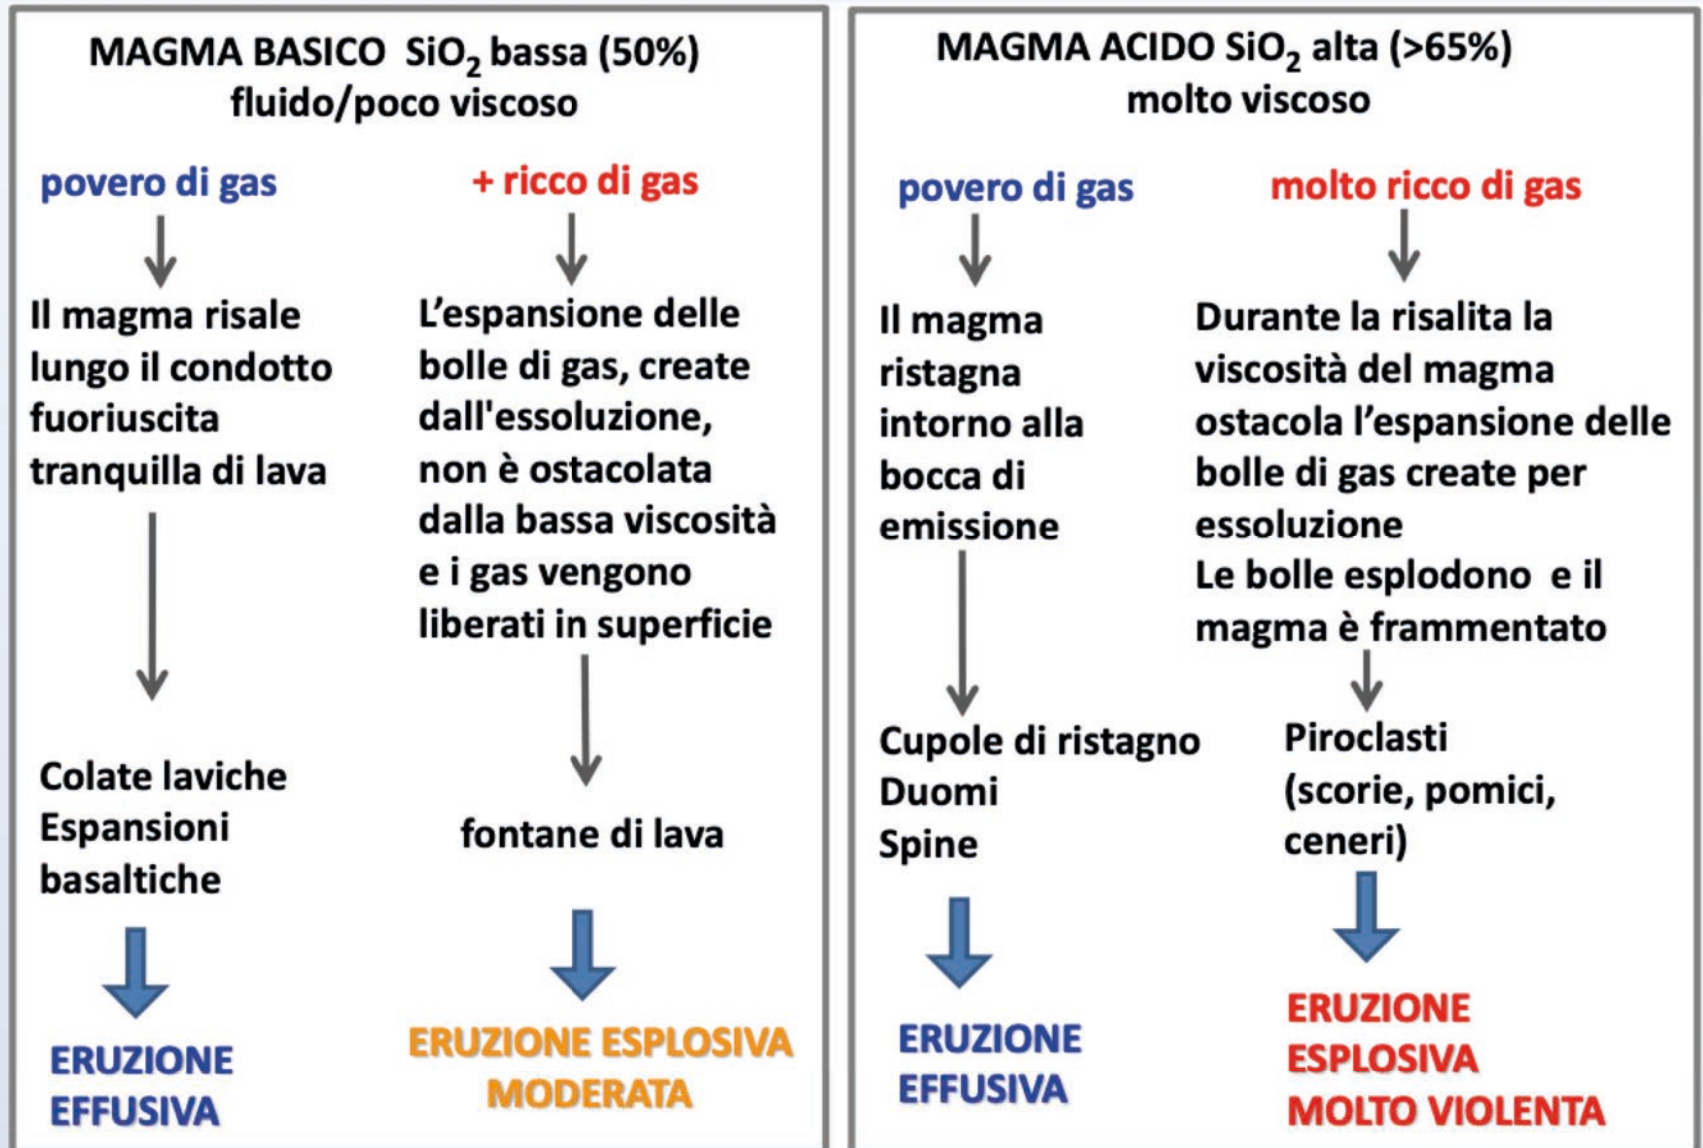 MAGMA BASICO SiO₂ bassa (50%)
fluido/poco viscoso
povero di gas
Il magma risale
lungo il condotto
fuoriuscita
tranquilla di lava
Colate laviche
Espansioni
basaltiche
ERUZIONE
EFFUSIVA
+ ricco di gas
L’espansione delle
bolle di gas, create
dall'essoluzione,
non è ostacolata
dalla bassa viscosità
e i gas vengono
liberati in superficie
fontane di lava
ERUZIONE ESPLOSIVA
MODERATA
MAGMA ACIDO SiO₂ alta (>65%)
molto viscoso
povero di gas
Il magma
ristagna
intorno alla
bocca di
emissione
Cupole di ristagno
Duomi
Spine
ERUZIONE
EFFUSIVA
molto ricco di gas
Durante la risalita la
viscosità del magma
ostacola l’espansione delle
bolle di gas create per
essoluzione
Le bolle esplodono e il
magma è frammentato
Piroclasti
(scorie, pomici,
ceneri)
ERUZIONE
ESPLOSIVA
MOLTO VIOLENTA